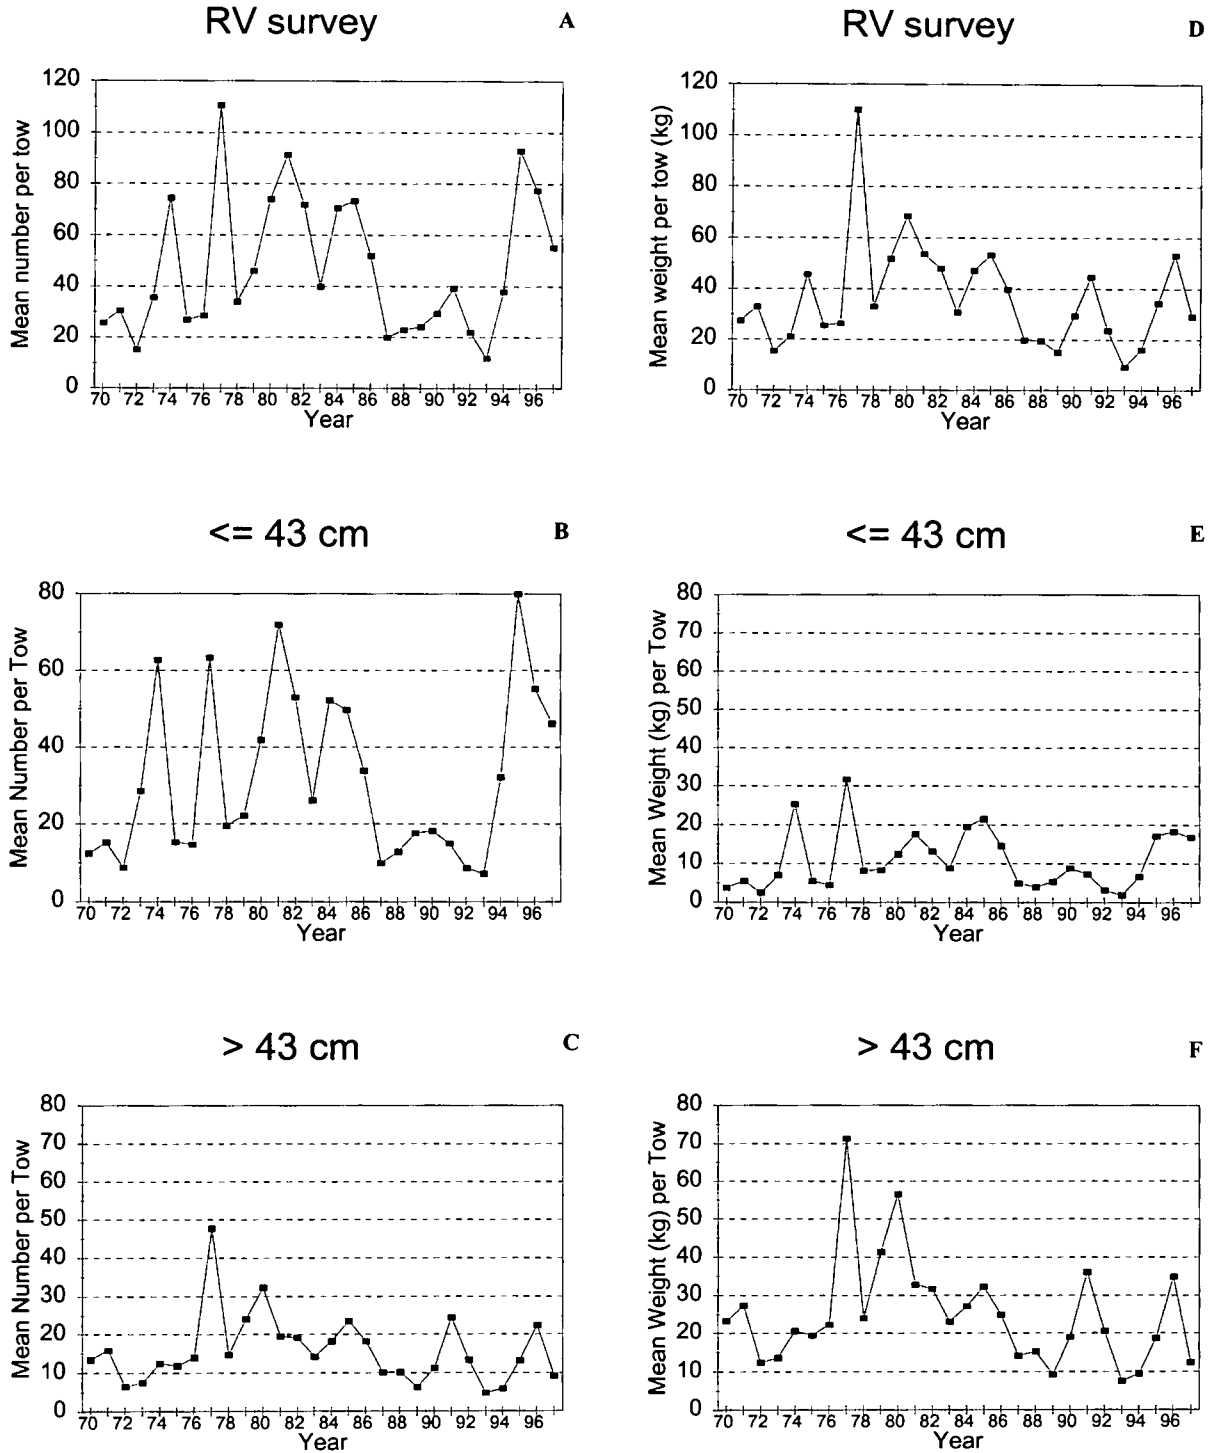 RV survey A
120
100
80
60
40
20
0
Mean number per tow
70 72 74 76 78 80 82 84 86 88 90 92 94 96
Year
RV survey D
120
100
80
60
40
20
0
Mean weight per tow (kg)
70 72 74 76 78 80 82 84 86 88 90 92 94 96
Year
<= 43 cm B
80
60
40
20
0
Mean Number per Tow
70 72 74 76 78 80 82 84 86 88 90 92 94 96
Year
<= 43 cm E
80
70
60
50
40
30
20
10
0
Mean Weight (kg) per Tow
70 72 74 76 78 80 82 84 86 88 90 92 94 96
Year
> 43 cm C
80
70
60
50
40
30
20
10
0
Mean Number per Tow
70 72 74 76 78 80 82 84 86 88 90 92 94 96
Year
> 43 cm F
80
70
60
50
40
30
20
10
0
Mean Weight (kg) per Tow
70 72 74 76 78 80 82 84 86 88 90 92 94 96
Year